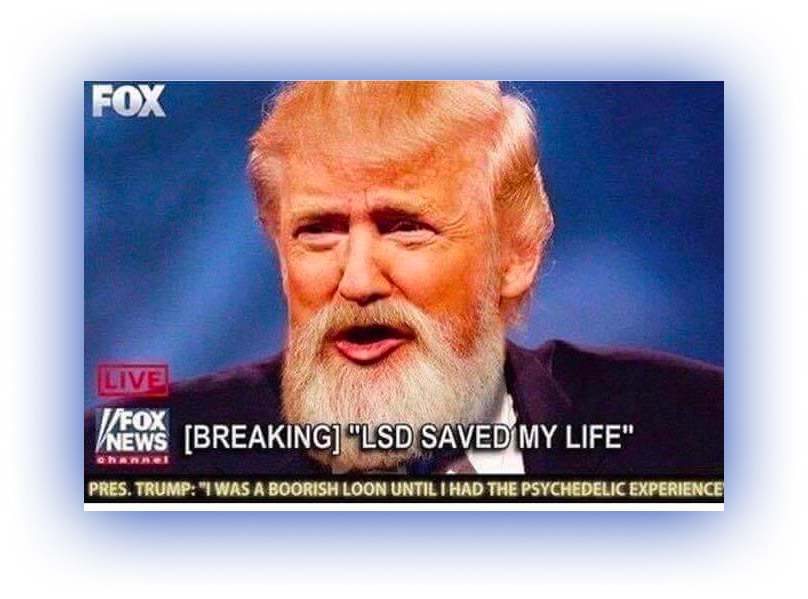 FOX
LIVE
FOX
NEWS
channel
[BREAKING] "LSD SAVED MY LIFE"
PRES. TRUMP: "I WAS A BOORISH LOON UNTIL I HAD THE PSYCHEDELIC EXPERIENCE